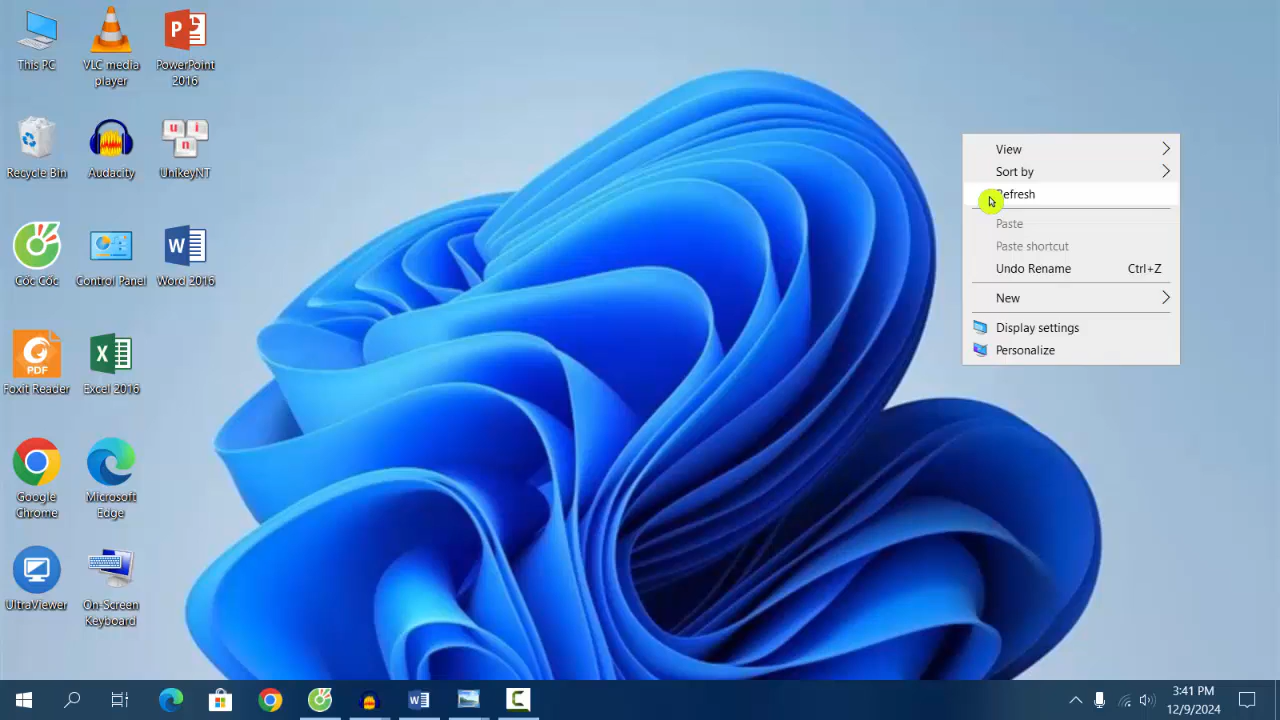 This PC
VLC media
player
PowerPoint
2016
Recycle Bin
Audacity
UnikeyNT
Cốc Cốc
Control Panel
Word 2016
Foxit Reader
Excel 2016
Google
Chrome
Microsoft
Edge
UltraViewer
On-Screen
Keyboard
View
Sort by
Refresh
Paste
Paste shortcut
Undo Rename Ctrl+Z
New
Display settings
Personalize
3:41 PM
12/9/2024